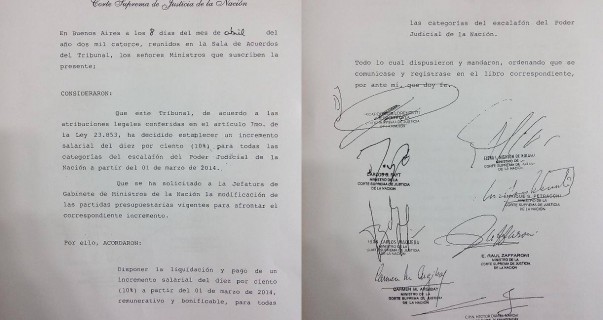 Corte Suprema de Justicia de la Nación
En Buenos Aires a los 8 días del mes de abril del
año dos mil catorce, reunidos en la Sala de Acuerdos
del Tribunal, los señores Ministros que suscriben la
presente;
CONSIDERARON:
Que este Tribunal, de acuerdo a las
atribuciones legales conferidas en el artículo 7mo. de
la Ley 23.853, ha decidido establecer un incremento
salarial del diez por ciento (10%) para todas las
categorías del escalafón del Poder Judicial de la
Nación a partir del 01 de marzo de 2014.
Que se ha solicitado a la Jefatura de
Gabinete de Ministros de la Nación la modificación de
las partidas presupuestarias vigentes para afrontar el
correspondiente incremento.
Por ello, ACORDARON:
Disponer la liquidación y pago de un
incremento salarial del diez por ciento
(10%) a partir del 01 de marzo de 2014,
remunerativo y bonificable, para todas
las categorías del escalafón del Poder
Judicial de la Nación.
Todo lo cual dispusieron y mandaron, ordenando que se
comunicase y registrase en el libro correspondiente,
por ante mí, que doy fe.
CARLOS S. FAYT
MINISTRO DE LA
CORTE SUPREMA DE JUSTICIA
DE LA NACION
MINISTRO DE LA
CORTE SUPREMA DE JUSTICIA
DE LA NACION
E. RAUL ZAFFARONI
MINISTRO DE LA
CORTE SUPREMA DE JUSTICIA
DE LA NACION
CARMEN M. ARGIBAY
MINISTRO DE LA
CORTE SUPREMA DE JUSTICIA
DE LA NACION